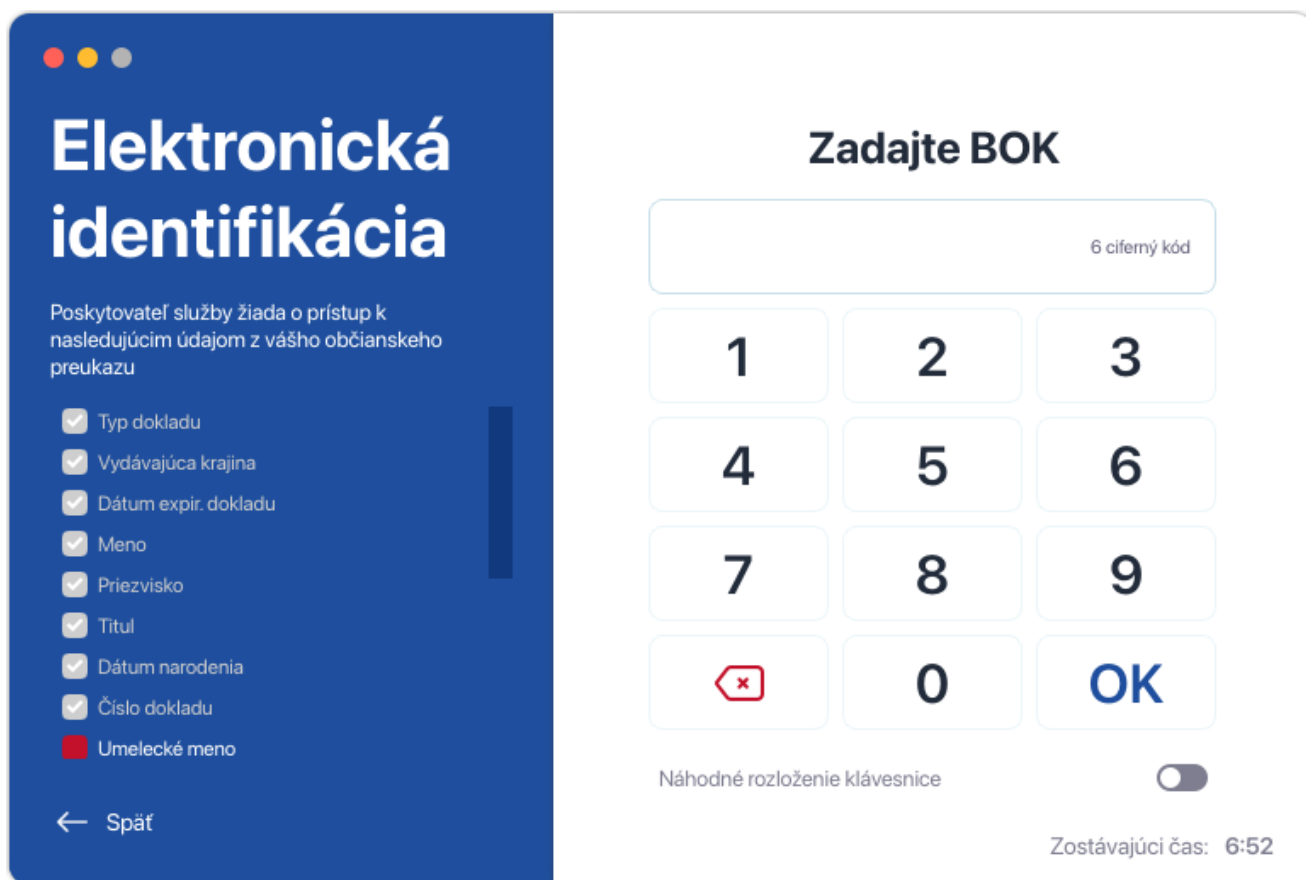 Elektronická
identifikácia
Poskytovateľ služby žiada o prístup k
nasledujúcim údajom z vášho občianskeho
preukazu
Typ dokladu
Vydávajúca krajina
Dátum expir. dokladu
Meno
Priezvisko
Titul
Dátum narodenia
Číslo dokladu
Umelecké meno
Späť
Zadajte BOK
6 ciferný kód
1 2 3
4 5 6
7 8 9
0 OK
Náhodné rozloženie klávesnice
Zostávajúci čas: 6:52